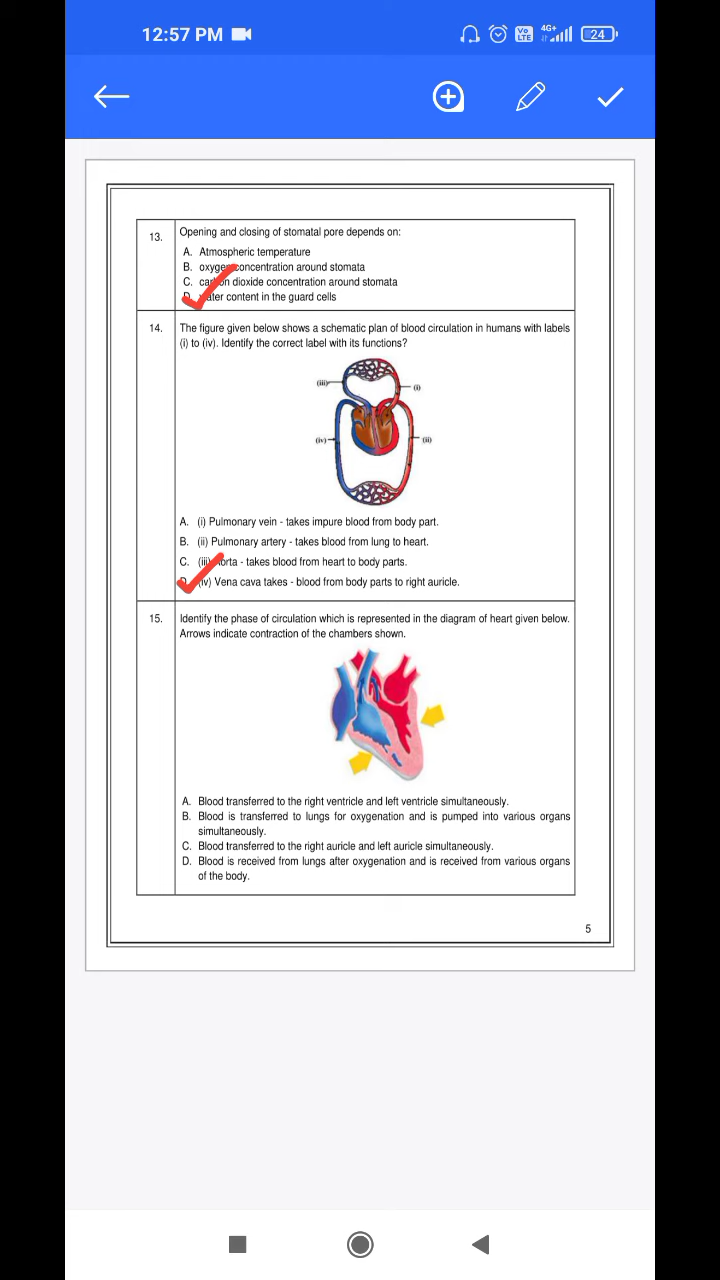 12:57 PM
Vo
LTE
4G+
24
13. Opening and closing of stomatal pore depends on:
A. Atmospheric temperature
B. oxygen concentration around stomata
C. carbon dioxide concentration around stomata
D. water content in the guard cells
14. The figure given below shows a schematic plan of blood circulation in humans with labels
(i) to (iv). Identify the correct label with its functions?
(iii)
(i)
(iv)
(ii)
A. (i) Pulmonary vein - takes impure blood from body part.
B. (ii) Pulmonary artery - takes blood from lung to heart.
C. (iii) Aorta - takes blood from heart to body parts.
D. (iv) Vena cava takes - blood from body parts to right auricle.
15. Identify the phase of circulation which is represented in the diagram of heart given below.
Arrows indicate contraction of the chambers shown.
A. Blood transferred to the right ventricle and left ventricle simultaneously.
B. Blood is transferred to lungs for oxygenation and is pumped into various organs
simultaneously.
C. Blood transferred to the right auricle and left auricle simultaneously.
D. Blood is received from lungs after oxygenation and is received from various organs
of the body.
5